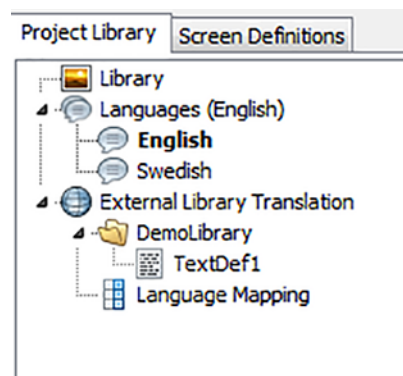 Project Library Screen Definitions
Library
Languages (English)
English
Swedish
External Library Translation
DemoLibrary
TextDef1
Language Mapping